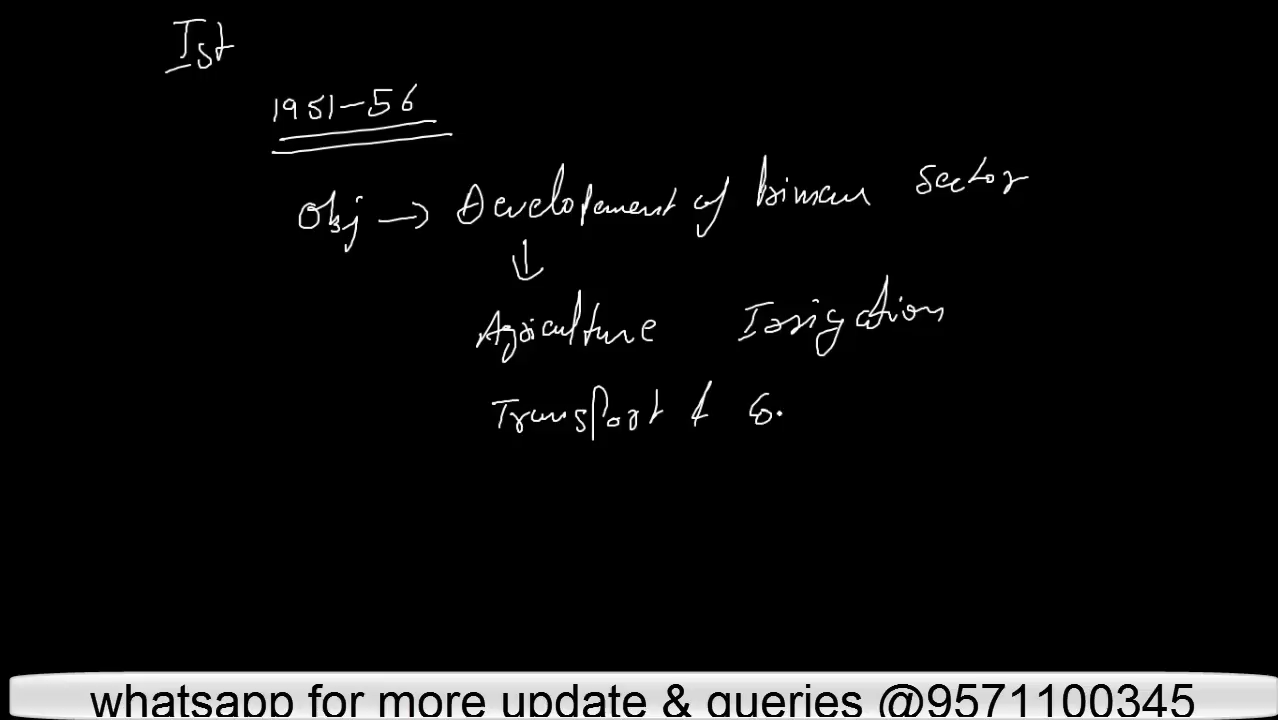 Ist
1951-56
Obj → Development of primary sector
↓
Agriculture Irrigation
Transport &
whatsapp for more update & queries @9571100345